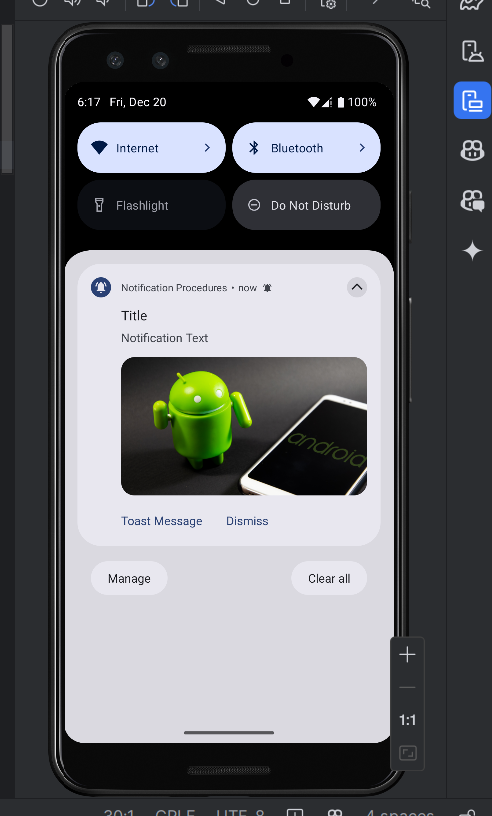 6:17 Fri, Dec 20 100%
Internet Bluetooth
Flashlight Do Not Disturb
Notification Procedures • now
Title
Notification Text
android
Toast Message Dismiss
Manage Clear all
1:1
30:1 CRLF UTF-8 4 spaces